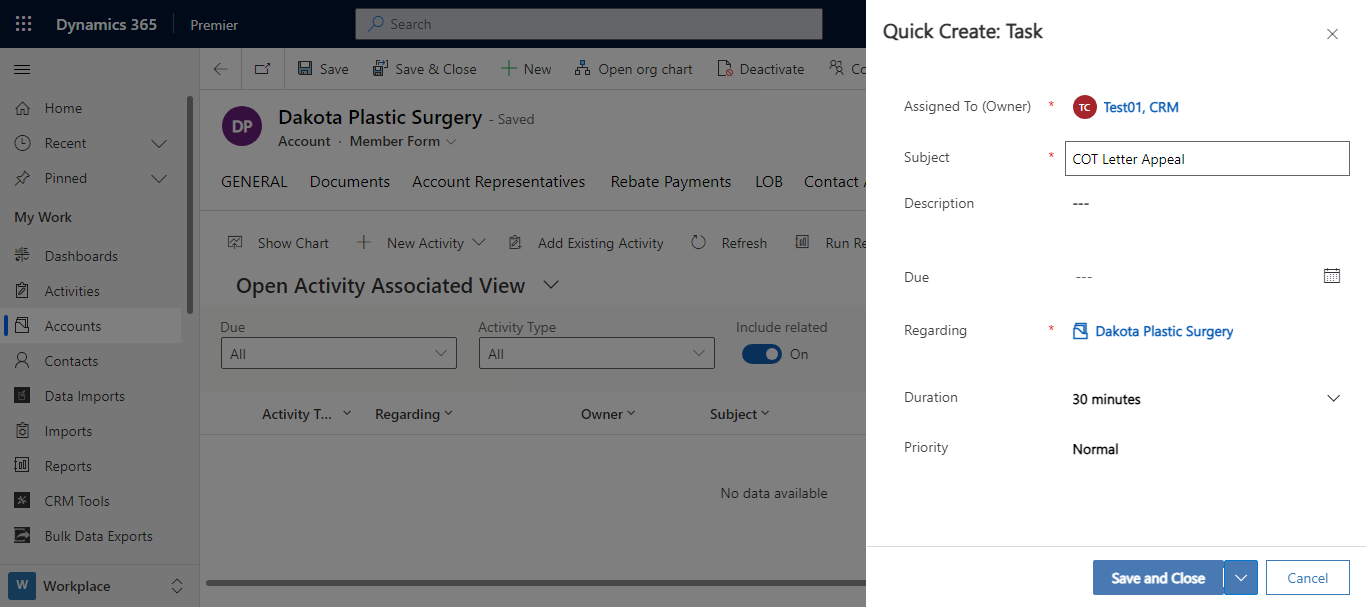 Dynamics 365 Premier Search
Save Save & Close New Open org chart Deactivate
Home
Recent
Pinned
My Work
Dashboards
Activities
Accounts
Contacts
Data Imports
Imports
Reports
CRM Tools
Bulk Data Exports
W Workplace
DP Dakota Plastic Surgery - Saved
Account · Member Form
GENERAL Documents Account Representatives Rebate Payments LOB Contact
Show Chart New Activity Add Existing Activity Refresh Run
Open Activity Associated View
Due Activity Type Include related
All All On
Activity T... Regarding Owner Subject
No data available
Quick Create: Task
Assigned To (Owner) * TC Test01, CRM
Subject * COT Letter Appeal
Description ---
Due ---
Regarding * Dakota Plastic Surgery
Duration 30 minutes
Priority Normal
Save and Close Cancel